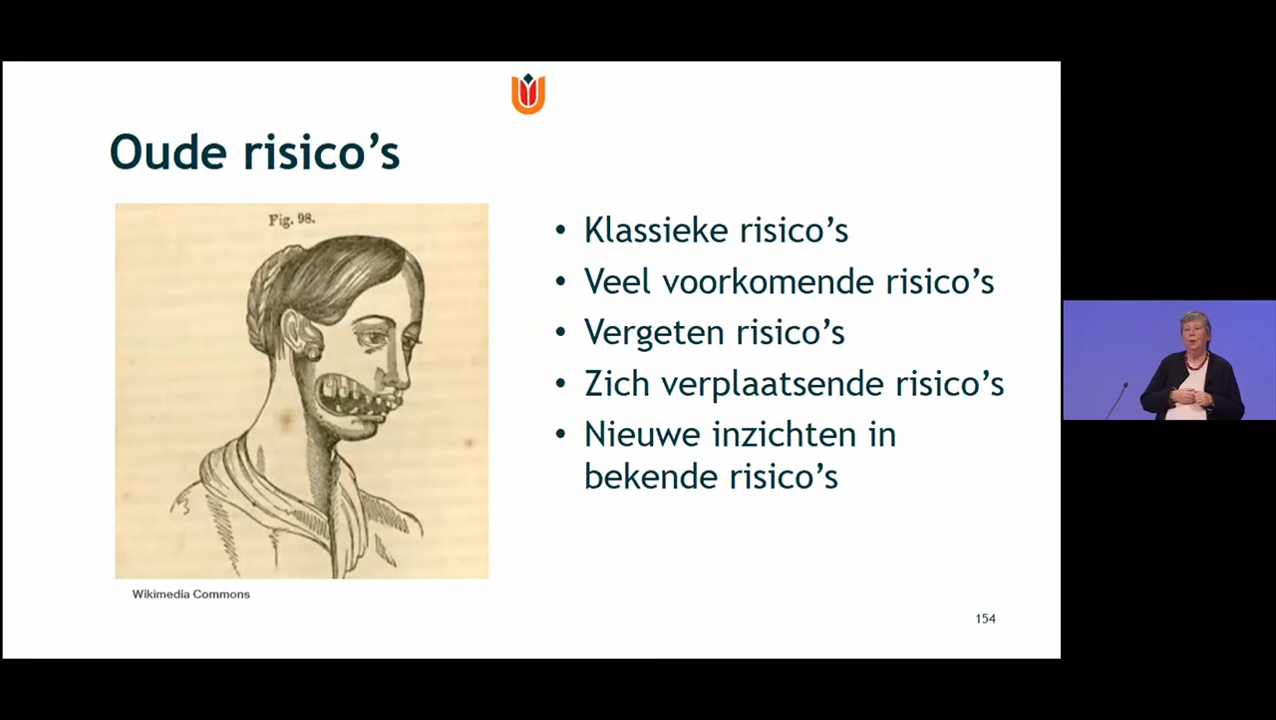 Oude risico’s
Fig. 98.
• Klassieke risico’s
• Veel voorkomende risico’s
• Vergeten risico’s
• Zich verplaatsende risico’s
• Nieuwe inzichten in
bekende risico’s
Wikimedia Commons
154